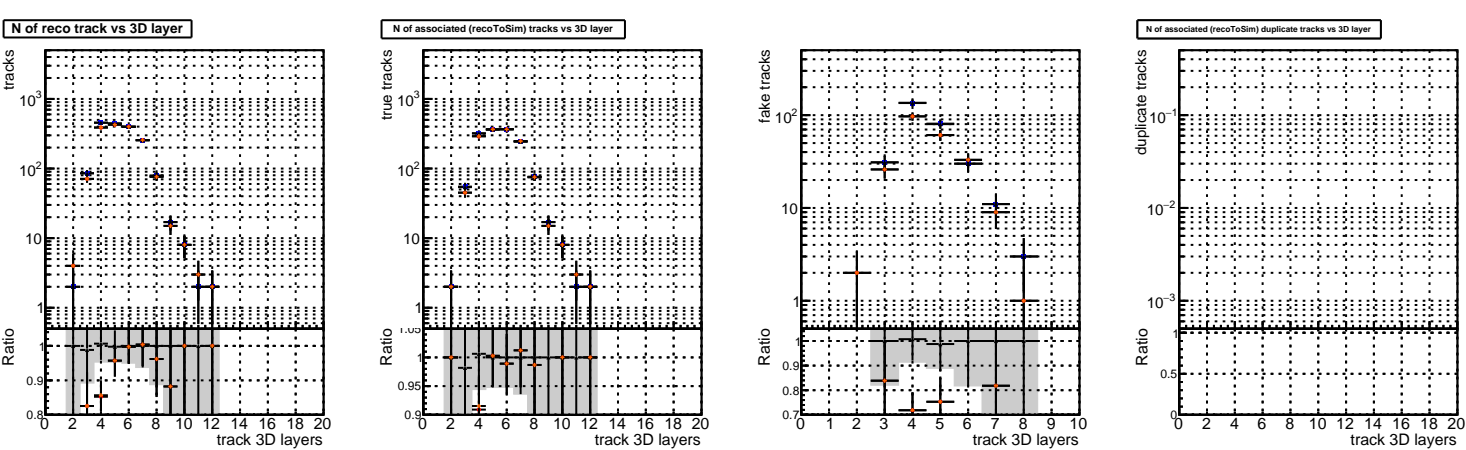 N of reco track vs 3D layer
tracks
10³
10²
10
1
Ratio
1
0.9
0.8
0 2 4 6 8 10 12 14 16 18 20
track 3D layers
N of associated (recoToSim) tracks vs 3D layer
true tracks
10³
10²
10
1
Ratio
1.05
1
0.95
0.9
0 2 4 6 8 10 12 14 16 18 20
track 3D layers
fake tracks
10²
10
1
Ratio
1
0.9
0.8
0.7
0 1 2 3 4 5 6 7 8 9 10
track 3D layers
N of associated (recoToSim) duplicate tracks vs 3D layer
duplicate tracks
10⁻¹
10⁻²
10⁻³
Ratio
1
0.5
0
0 2 4 6 8 10 12 14 16 18 20
track 3D layers